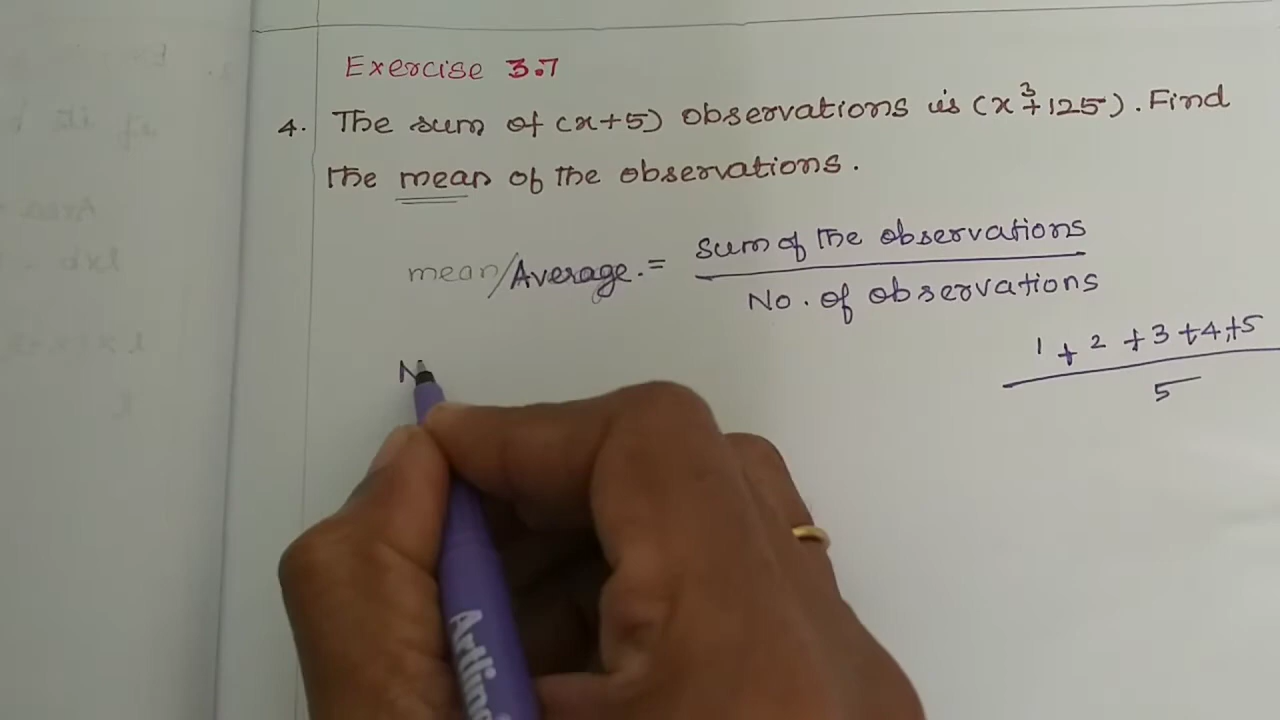 Exercise 3.7
4. The sum of (x+5) observations is (x³+125). Find
the mean of the observations.
mean/Average. = sum of the observations
No. of observations
1 + 2 + 3 + 4 + 5
5
Artline